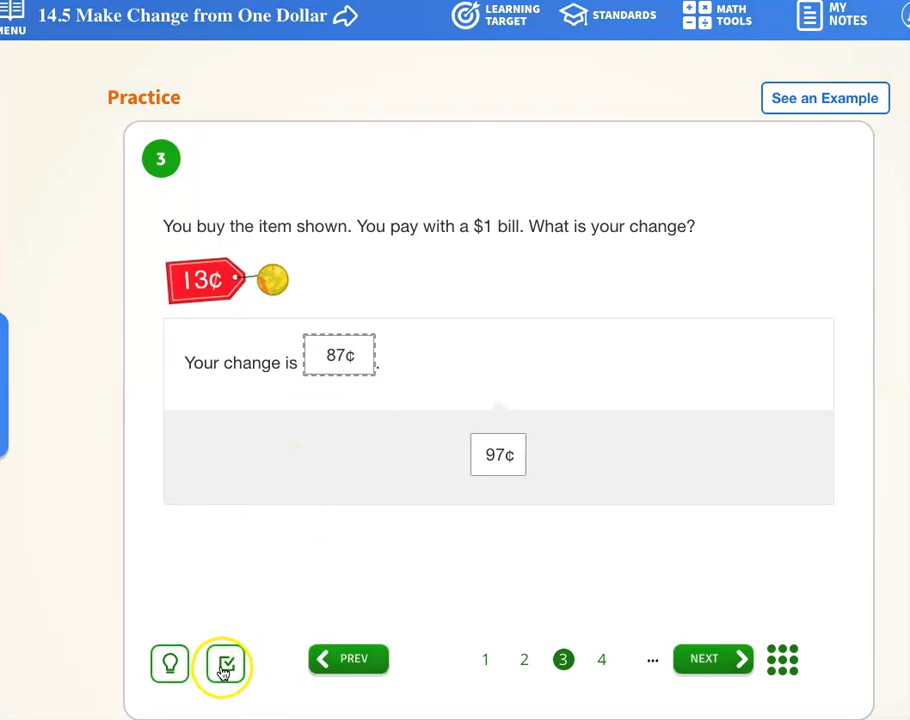 MENU
14.5 Make Change from One Dollar
LEARNING
TARGET
STANDARDS
MATH
TOOLS
MY
NOTES
Practice
See an Example
3
You buy the item shown. You pay with a $1 bill. What is your change?
13¢
Your change is 87¢.
97¢
PREV
1 2 3 4 ...
NEXT